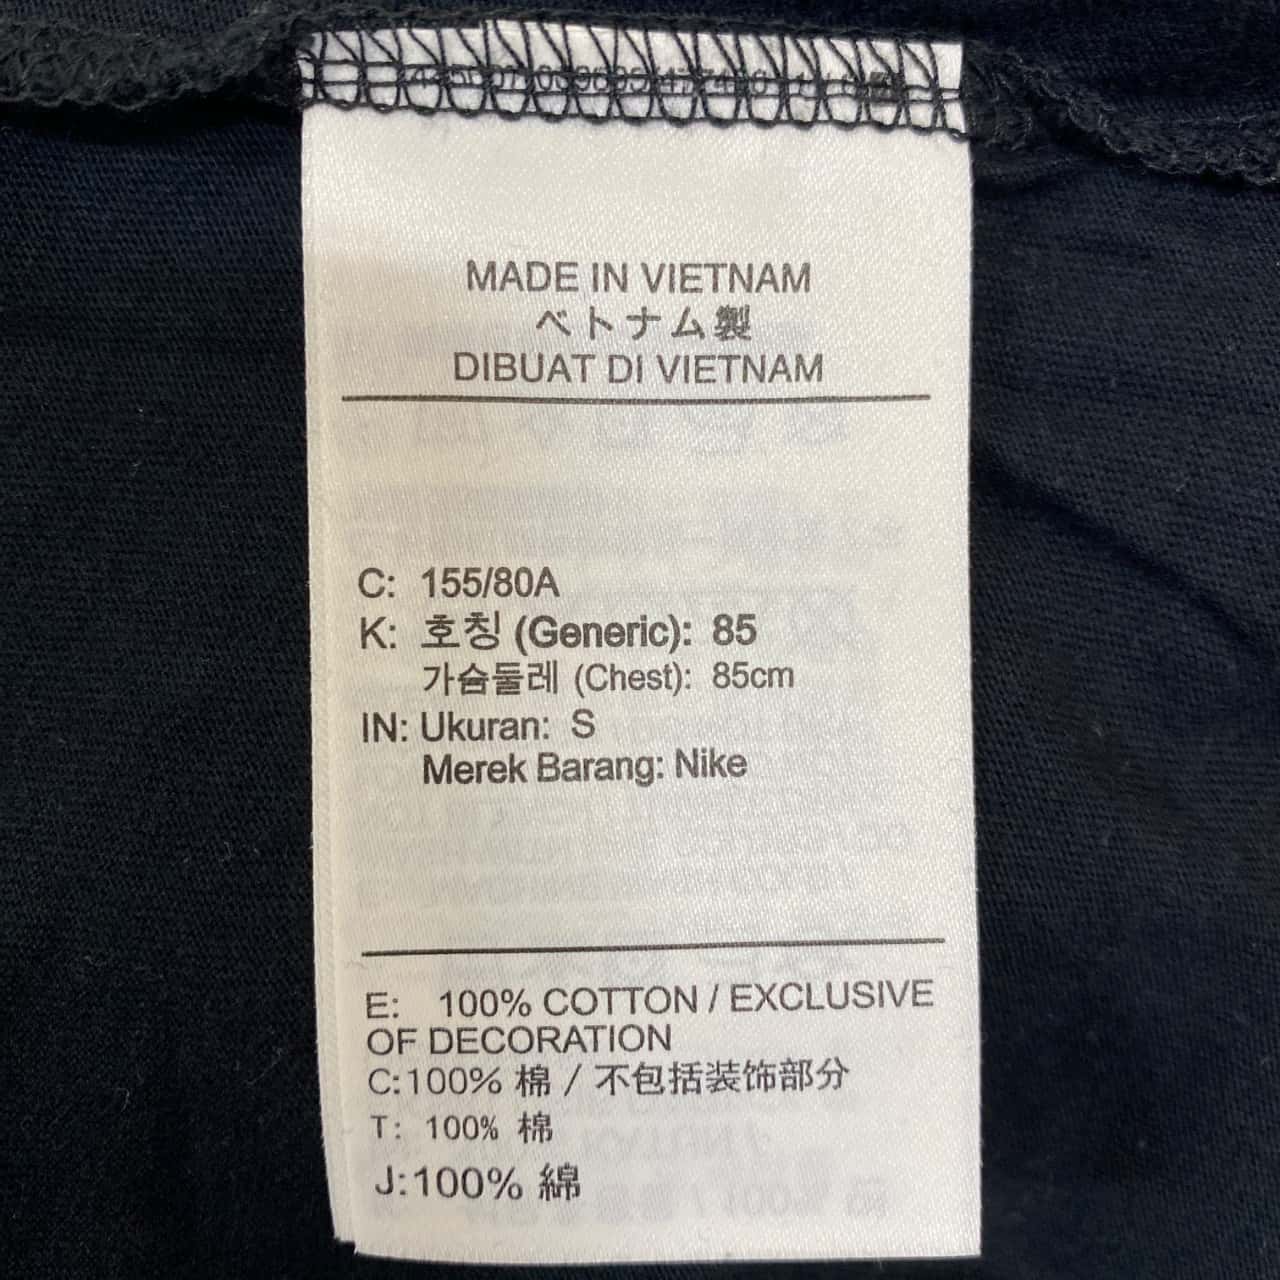 MADE IN VIETNAM
ベトナム製
DIBUAT DI VIETNAM
C: 155/80A
K: 호칭 (Generic): 85
가슴둘레 (Chest): 85cm
IN: Ukuran: S
Merek Barang: Nike
E: 100% COTTON / EXCLUSIVE
OF DECORATION
C:100% 棉 / 不包括装饰部分
T: 100% 棉
J:100% 綿